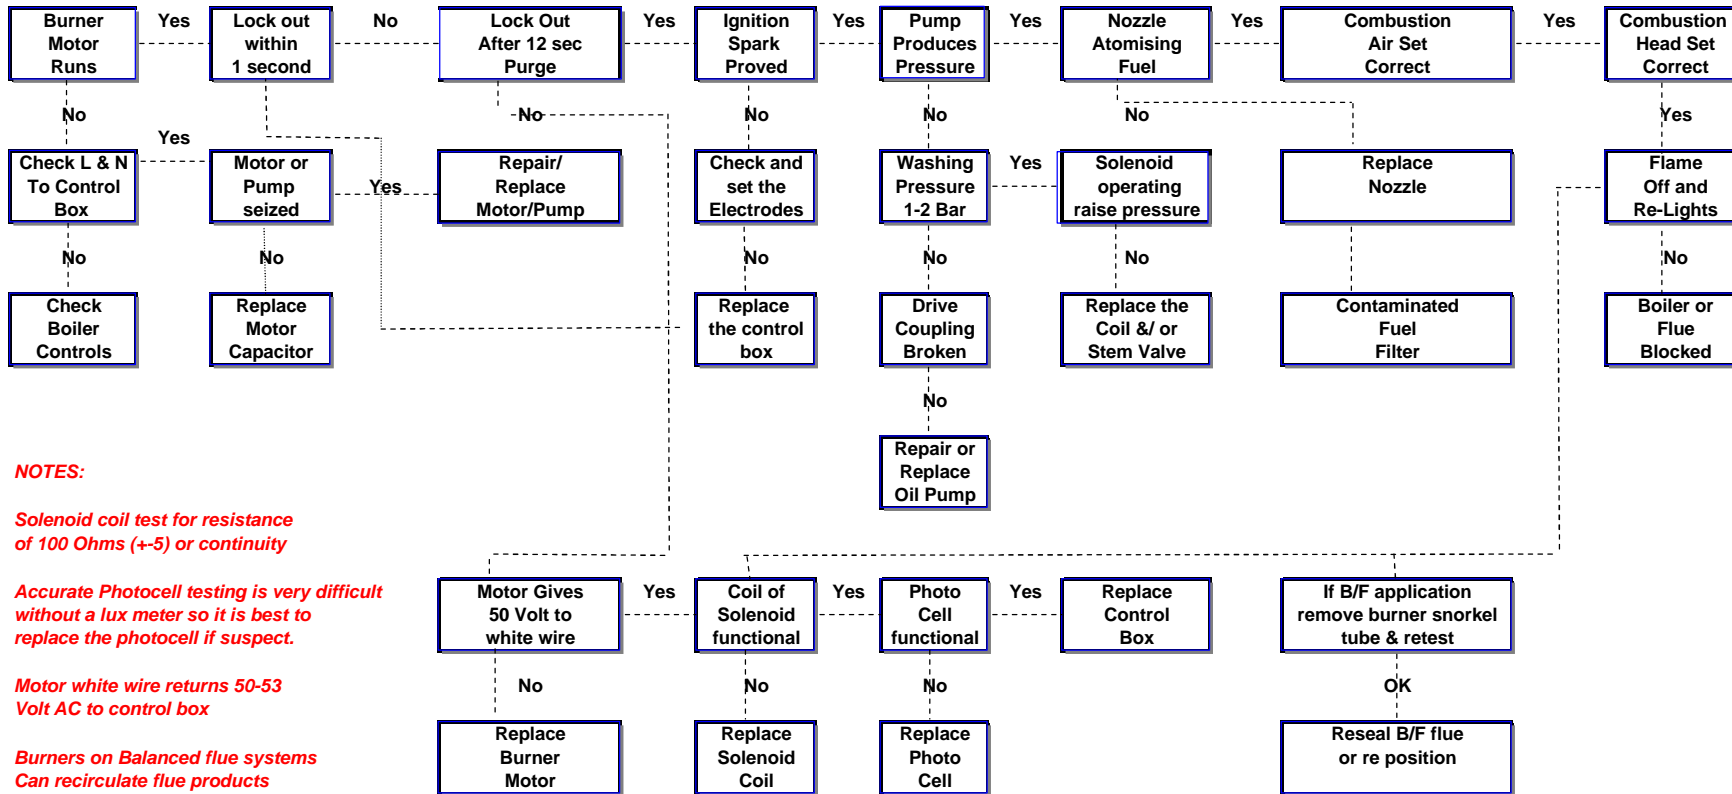 Burner
Motor
Runs
Yes
Lock out
within
1 second
No
Lock Out
After 12 sec
Purge
Yes
Ignition
Spark
Proved
Yes
Pump
Produces
Pressure
Yes
Nozzle
Atomising
Fuel
Yes
Combustion
Air Set
Correct
Yes
Combustion
Head Set
Correct
No
Yes
No
No
No
No
Yes
Check L & N
To Control
Box
Motor or
Pump
seized
Yes
Repair/
Replace
Motor/Pump
Check and
set the
Electrodes
Washing
Pressure
1-2 Bar
Yes
Solenoid
operating
raise pressure
Replace
Nozzle
Flame
Off and
Re-Lights
No
No
No
No
No
No
Check
Boiler
Controls
Replace
Motor
Capacitor
Replace
the control
box
Drive
Coupling
Broken
Replace the
Coil &/ or
Stem Valve
Contaminated
Fuel
Filter
Boiler or
Flue
Blocked
No
Repair or
Replace
Oil Pump
NOTES:
Solenoid coil test for resistance
of 100 Ohms (+-5) or continuity
Accurate Photocell testing is very difficult
without a lux meter so it is best to
replace the photocell if suspect.
Motor white wire returns 50-53
Volt AC to control box
Burners on Balanced flue systems
Can recirculate flue products
Motor Gives
50 Volt to
white wire
Yes
Coil of
Solenoid
functional
Yes
Photo
Cell
functional
Yes
Replace
Control
Box
If B/F application
remove burner snorkel
tube & retest
No
No
No
OK
Replace
Burner
Motor
Replace
Solenoid
Coil
Replace
Photo
Cell
Reseal B/F flue
or re position